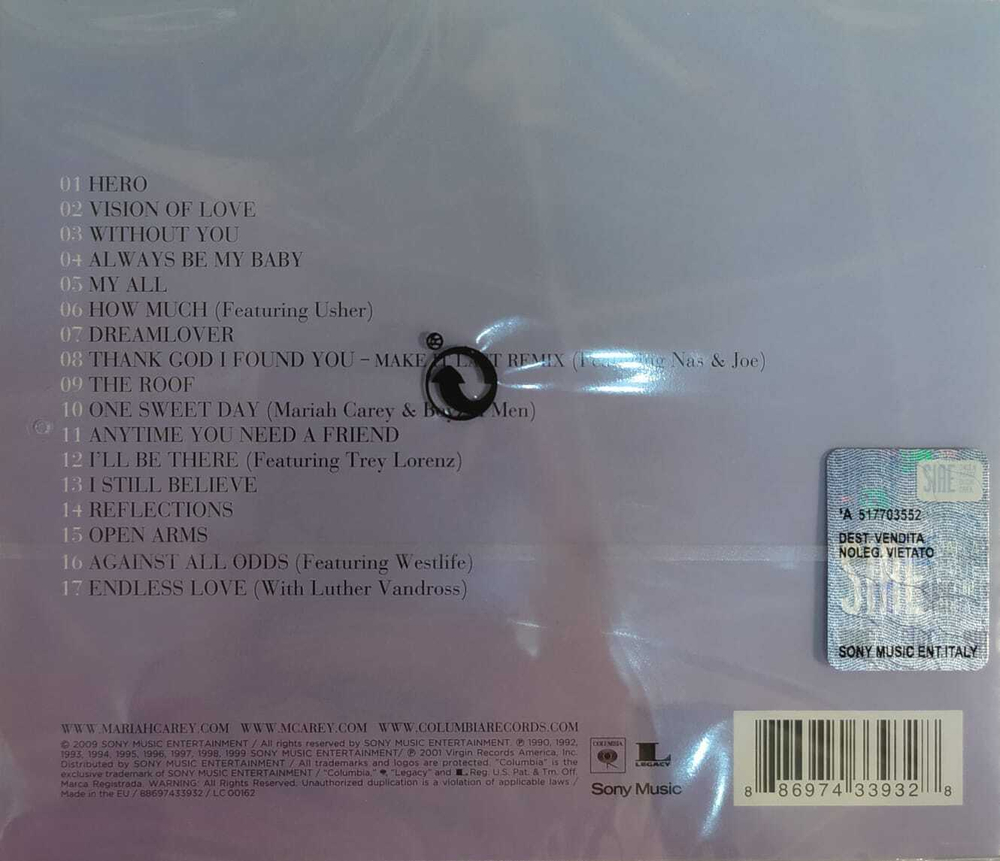 01 HERO
02 VISION OF LOVE
03 WITHOUT YOU
04 ALWAYS BE MY BABY
05 MY ALL
06 HOW MUCH (Featuring Usher)
07 DREAMLOVER
®
08 THANK GOD I FOUND YOU – MAKE IT LAST REMIX (Featuring Nas & Joe)
09 THE ROOF
10 ONE SWEET DAY (Mariah Carey & Men)
11 ANYTIME YOU NEED A FRIEND
12 I'LL BE THERE (Featuring Trey Lorenz)
13 I STILL BELIEVE
14 REFLECTIONS
15 OPEN ARMS
16 AGAINST ALL ODDS (Featuring Westlife)
17 ENDLESS LOVE (With Luther Vandross)
SIAE
'A 517703552
DEST. VENDITA
NOLEG. VIETATO
SIAE
SONY MUSIC ENT.ITALY
WWW.MARIAHCAREY.COM WWW.MCAREY.COM WWW.COLUMBIARECORDS.COM
© 2009 SONY MUSIC ENTERTAINMENT / All rights reserved by SONY MUSIC ENTERTAINMENT. ℗ 1990, 1992,
1993, 1994, 1995, 1996, 1997, 1998, 1999 SONY MUSIC ENTERTAINMENT/ ℗ 2001 Virgin Records America, Inc.
Distributed by SONY MUSIC ENTERTAINMENT / All trademarks and logos are protected. "Columbia" is the
exclusive trademark of SONY MUSIC ENTERTAINMENT / "Columbia," "Legacy" and L Reg. U.S. Pat. & Tm. Off.
Marca Registrada. WARNING: All Rights Reserved. Unauthorized duplication is a violation of applicable laws /
Made in the EU / 88697433932 / LC 00162
COLUMBIA
L
LEGACY
Sony Music
8 86974 33932 8